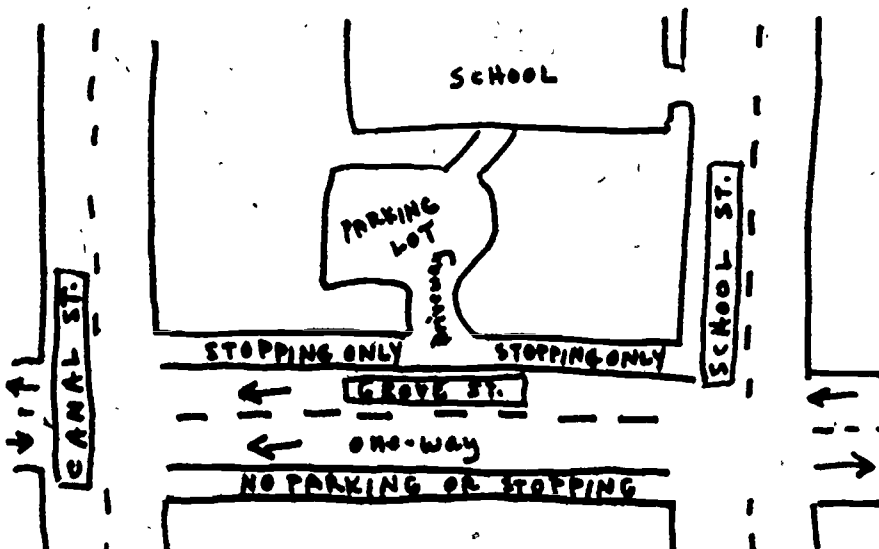 SCHOOL
PARKING
LOT
Driveway
SCHOOL ST.
CANAL ST.
STOPPING ONLY
STOPPING ONLY
GROVE ST.
one-way
NO PARKING OR STOPPING